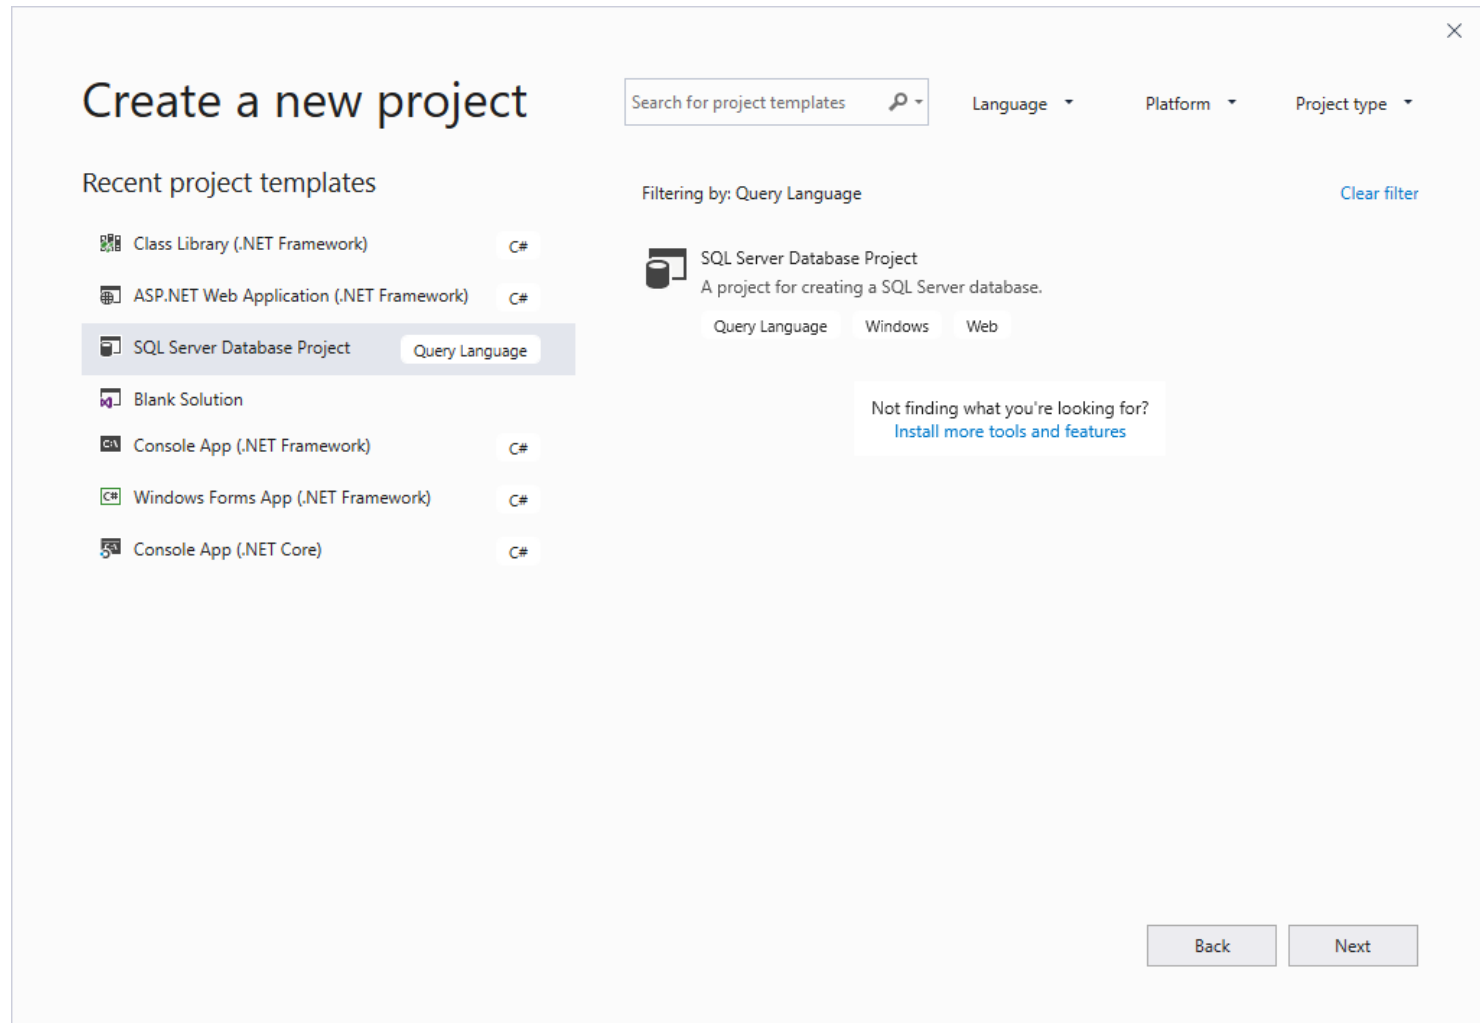 Create a new project
Search for project templates
Language
Platform
Project type
Recent project templates
Class Library (.NET Framework)
C#
ASP.NET Web Application (.NET Framework)
C#
SQL Server Database Project
Query Language
Blank Solution
Console App (.NET Framework)
C#
Windows Forms App (.NET Framework)
C#
Console App (.NET Core)
C#
Filtering by: Query Language
Clear filter
SQL Server Database Project
A project for creating a SQL Server database.
Query Language
Windows
Web
Not finding what you're looking for?
Install more tools and features
Back
Next